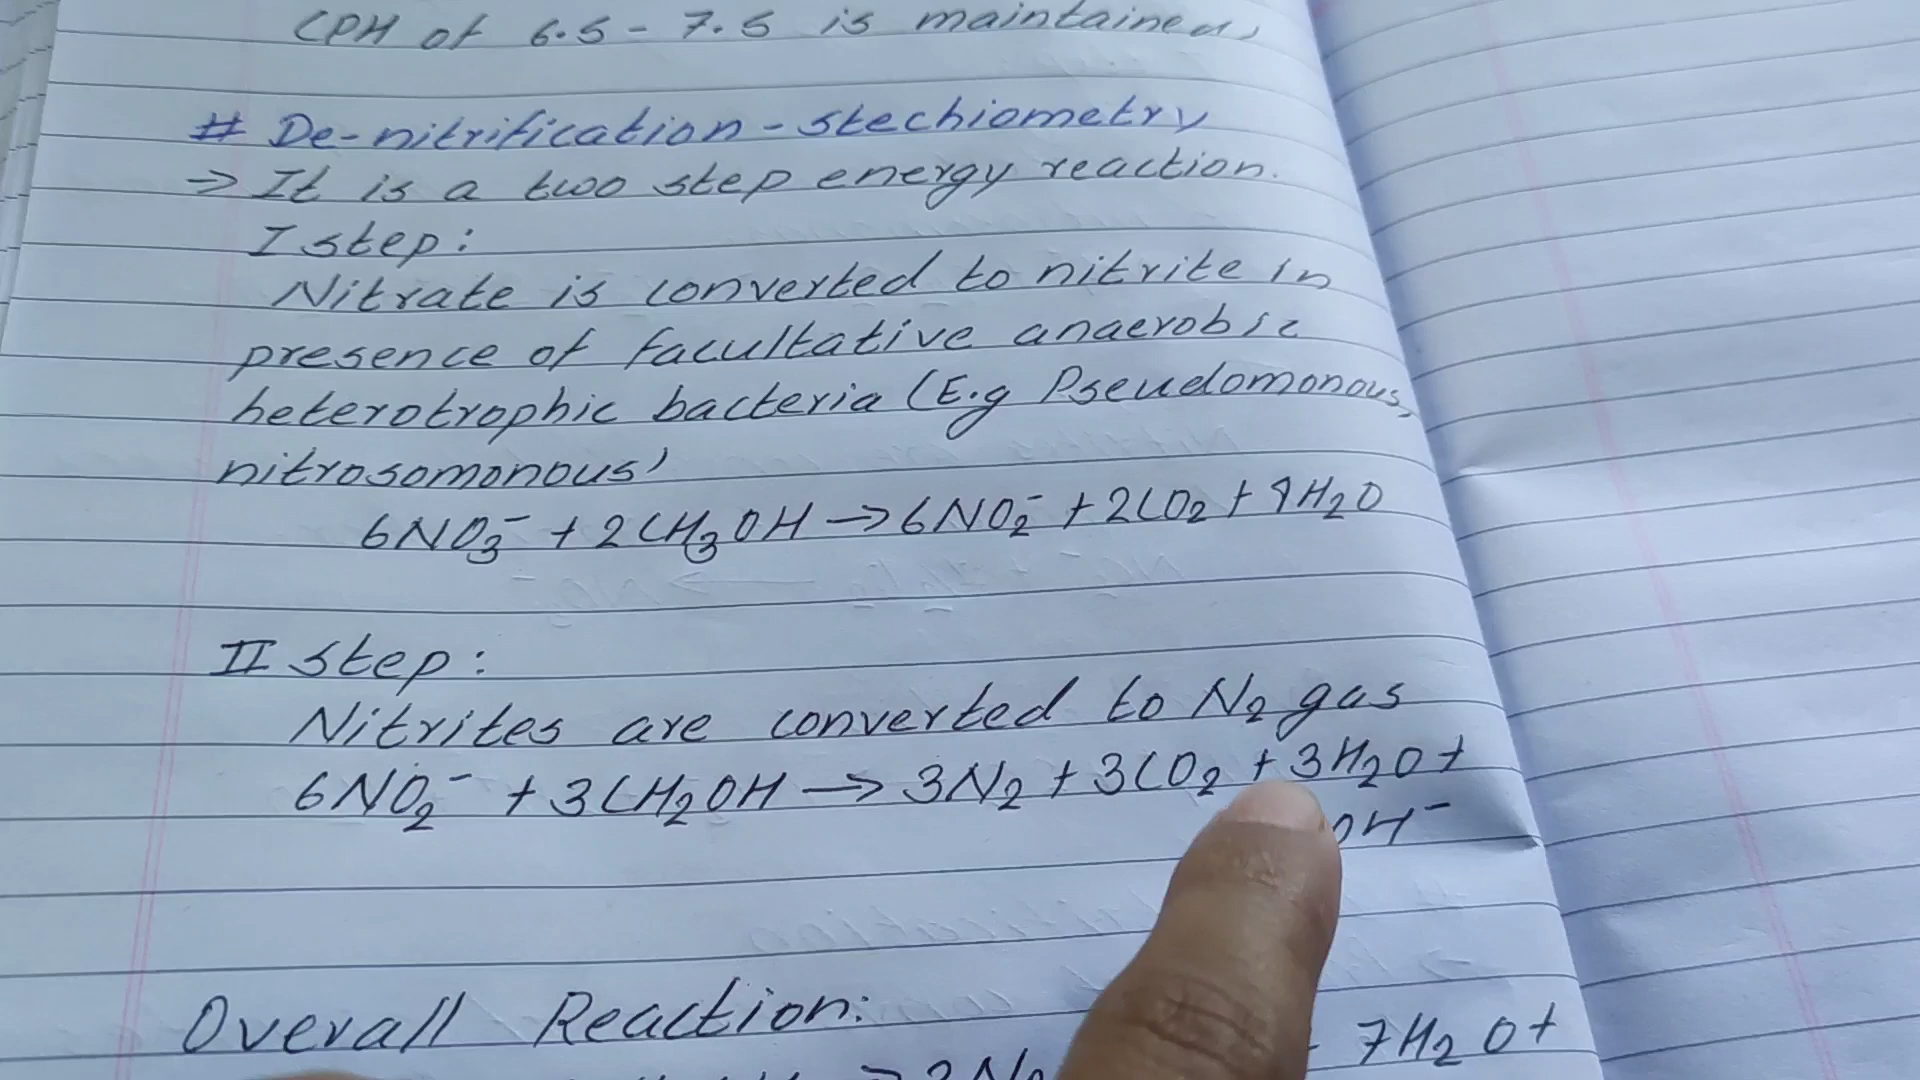 (PH of 6.5 - 7.5 is maintained)
# De-nitrification - stechiometry
⇒ It is a two step energy reaction.
I step:
Nitrate is converted to nitrite in
presence of facultative anaerobic
heterotrophic bacteria (E.g Pseudomonous,
nitrosomonous)
6NO₃⁻ + 2CH₃OH → 6NO₂⁻ + 2CO₂ + 4H₂O
II step:
Nitrites are converted to N₂ gas
6NO₂⁻ + 3CH₂OH → 3N₂ + 3CO₂ + 3H₂O +
OH⁻
Overall Reaction:
7H₂O +